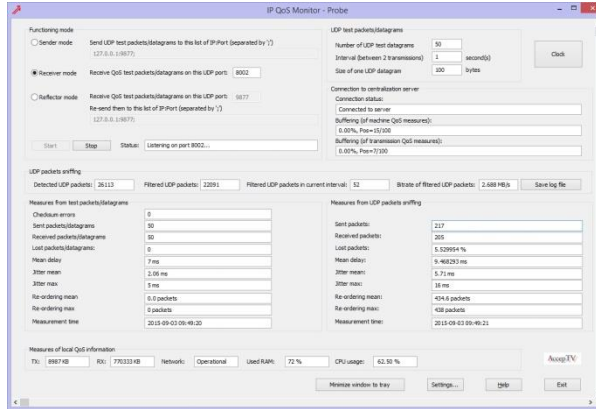 IP QoS Monitor - Probe
Functioning mode
Sender mode
Send UDP test packets/datagrams to this list of IP:Port (separated by ';')
127.0.0.1:9877;
Receiver mode
Receive QoS test packets/datagrams on this UDP port:
8002
Reflector mode
Receive QoS test packets/datagrams on this UDP port:
9877
Re-send them to this list of IP:Port (separated by ';')
127.0.0.1:9887;
Start
Stop
Status:
Listening on port 8002...
UDP test packets/datagrams
Number of UDP test datagrams
50
Interval (between 2 transmissions)
1
second(s)
Size of one UDP datagram
100
bytes
Clock
Connection to centralization server
Connection status:
Connected to server!
Buffering (of machine QoS measures):
0.00%, Pos=15/100
Buffering (of transmission QoS measures):
0.00%, Pos=7/100
UDP packets sniffing
Detected UDP packets:
26113
Filtered UDP packets:
22091
Filtered UDP packets in current interval:
52
Bitrate of filtered UDP packets:
2.688 MB/s
Save log file
Measures from test packets/datagrams
Checksum errors
0
Sent packets/datagrams
50
Received packets/datagrams
50
Lost packets/datagrams:
0
Mean delay
7 ms
Jitter mean
2.06 ms
Jitter max
5 ms
Re-ordering mean
0.0 packets
Re-ordering max
0 packets
Measurement time
2015-09-03 09:49:20
Measures from UDP packets sniffing
Sent packets:
217
Received packets:
205
Lost packets:
5.529954 %
Mean delay:
9.468293 ms
Jitter mean:
5.71 ms
Jitter max:
16 ms
Re-ordering mean:
434.6 packets
Re-ordering max:
438 packets
Measurement time:
2015-09-03 09:49:21
Measures of local QoS information
TX:
8987 KB
RX:
770333 KB
Network:
Operational
Used RAM:
72 %
CPU usage:
62.50 %
AccepTV
Minimize window to tray
Settings...
Help
Exit